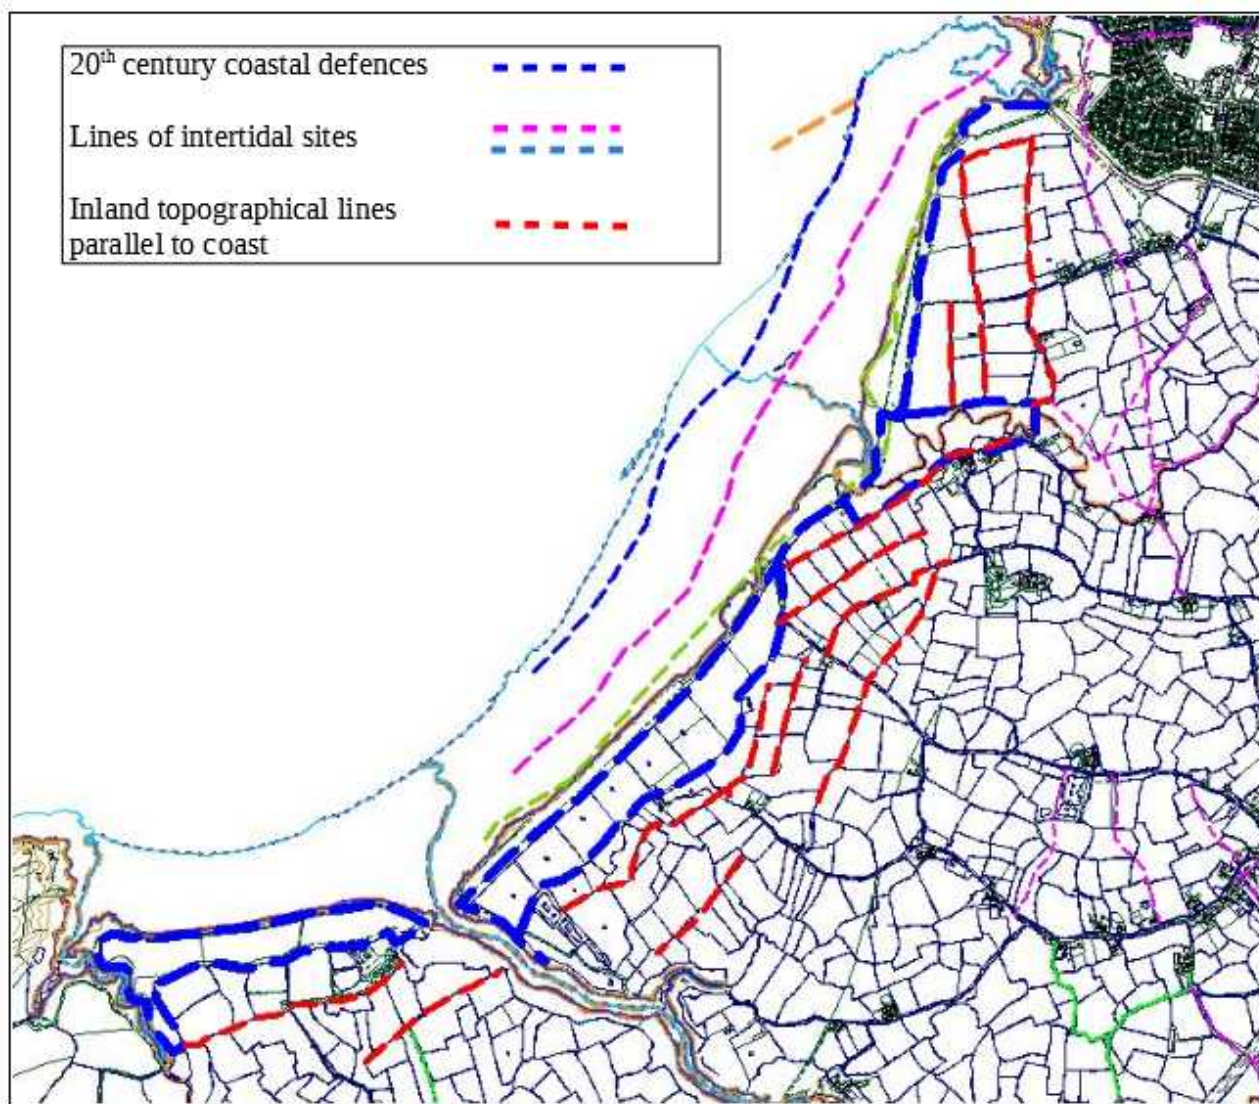 20th century coastal defences
Lines of intertidal sites
Inland topographical lines
parallel to coast